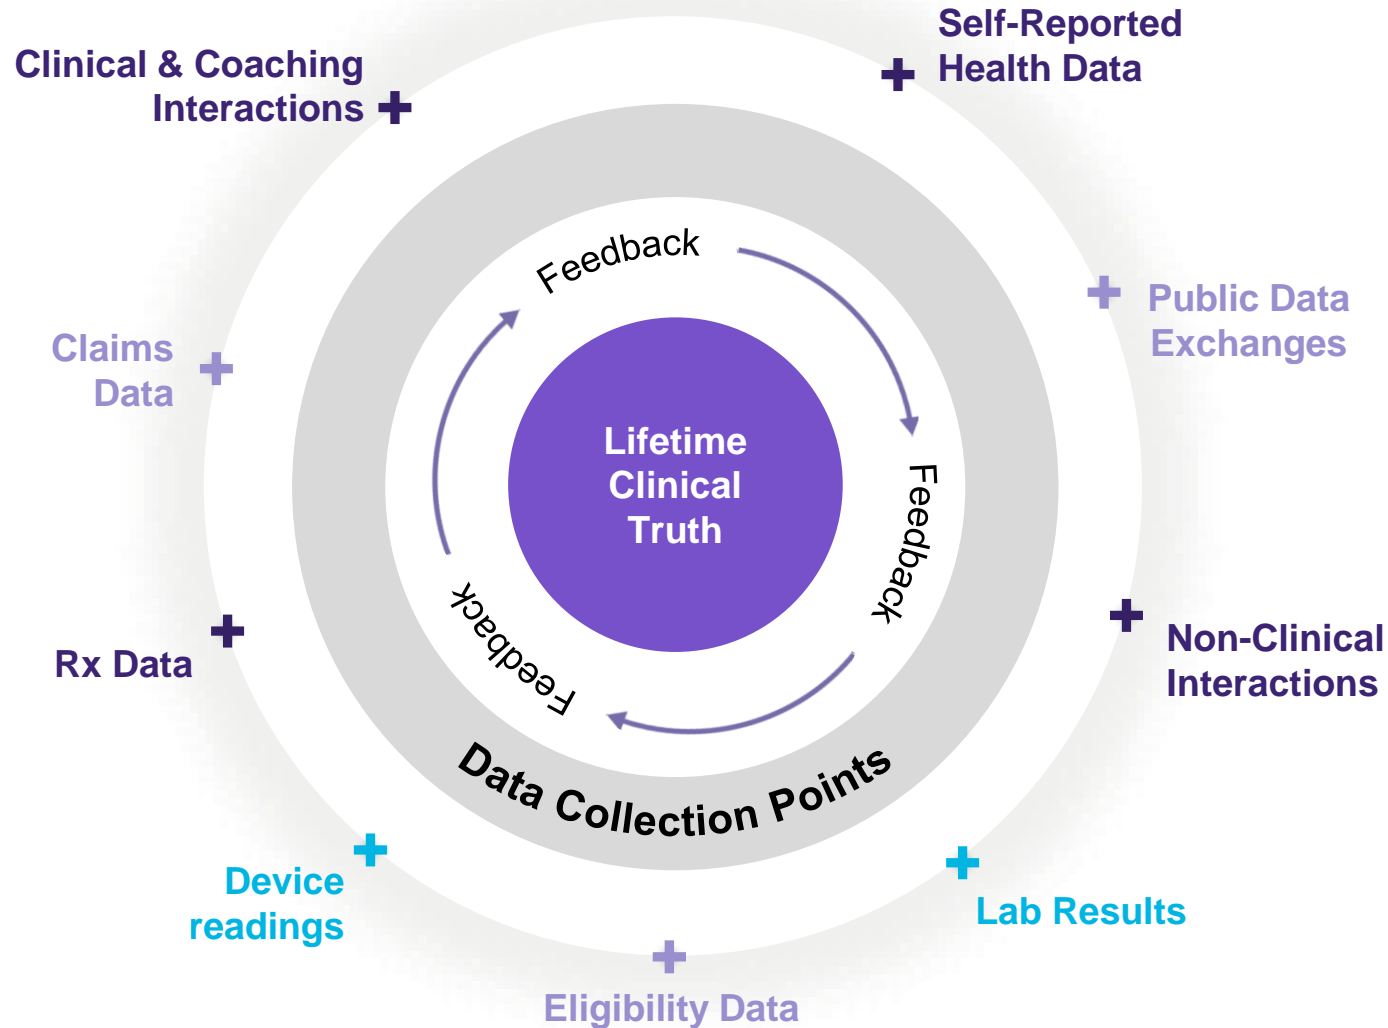 Self-Reported
Health Data
Clinical & Coaching
Interactions
Feedback
Public Data
Exchanges
Claims
Data
Lifetime
Clinical
Truth
Feedback
Feedback
Non-Clinical
Interactions
Rx Data
Data Collection Points
Device
readings
Lab Results
Eligibility Data